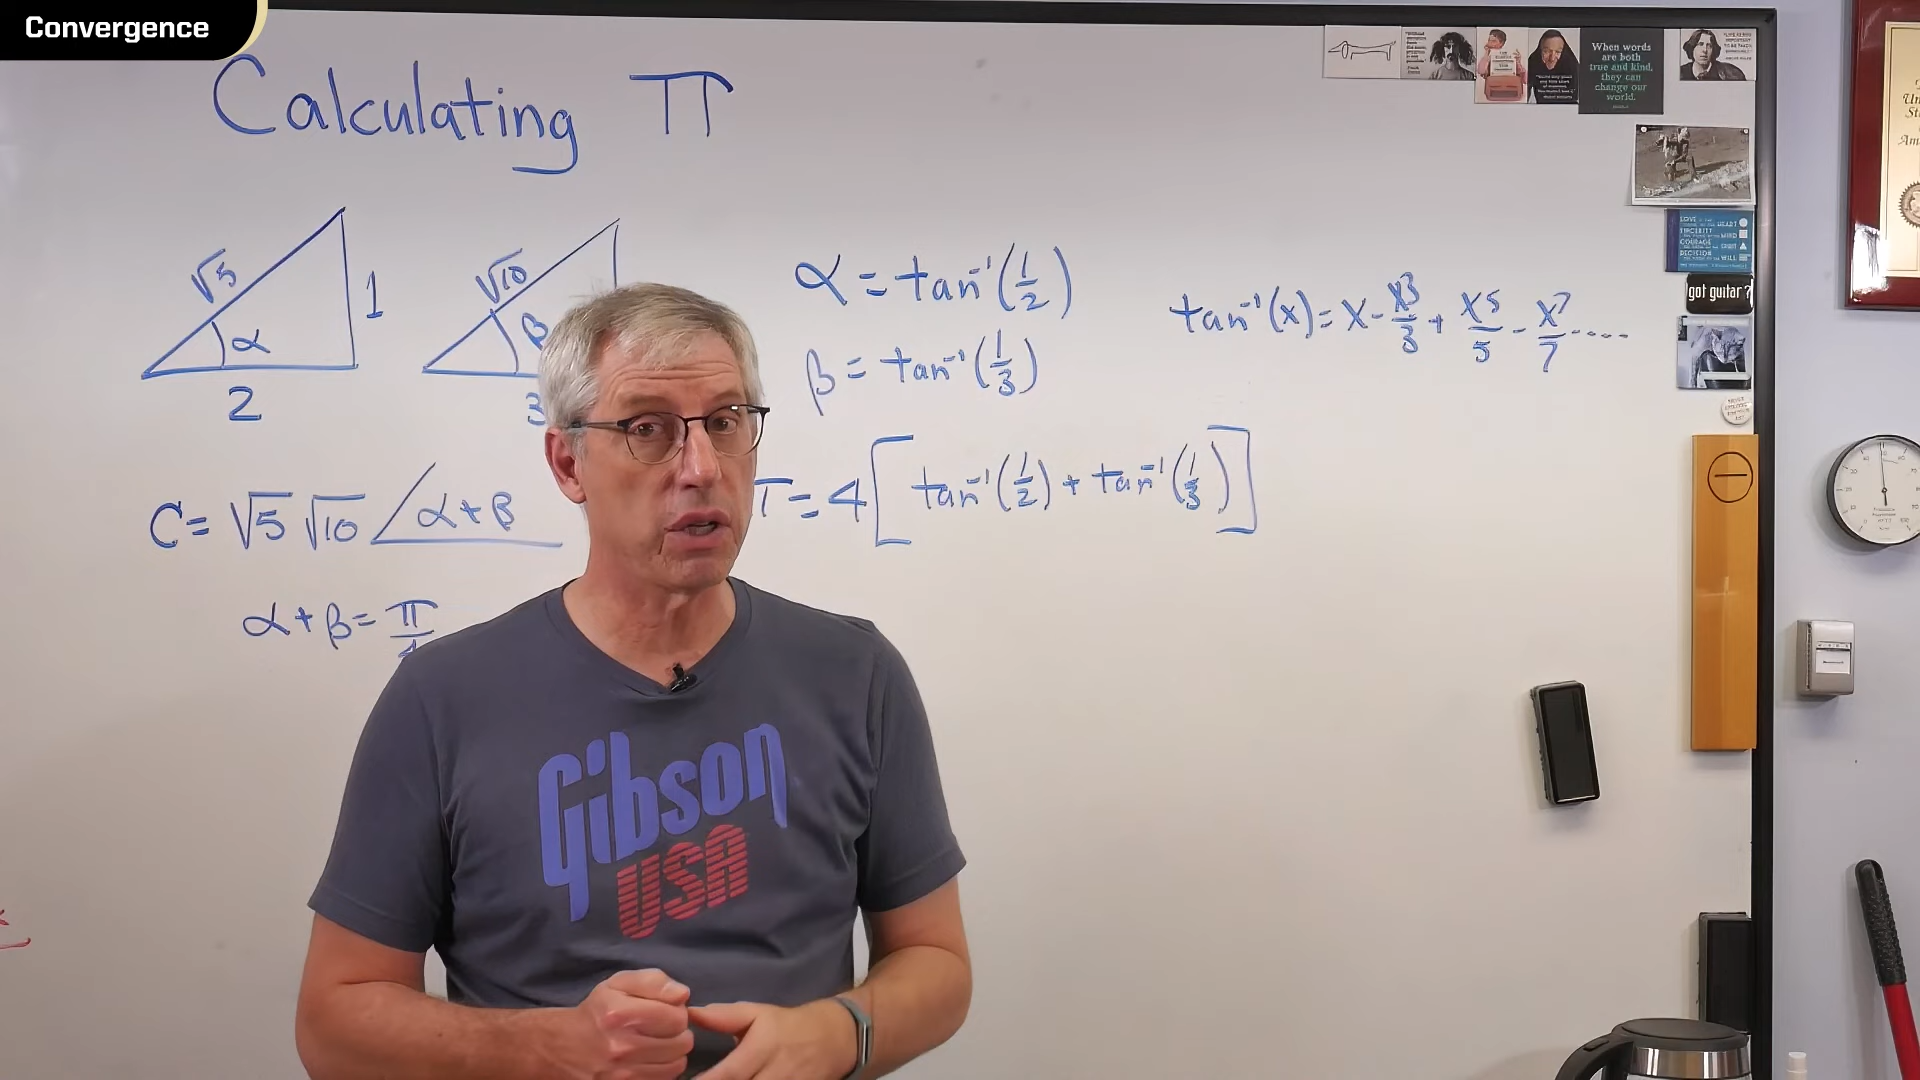 Convergence
Calculating π
√5
α
1
2
√10
β
3
α = tan⁻¹(1/2)
β = tan⁻¹(1/3)
tan⁻¹(x) = x - x³/3 + x⁵/5 - x⁷/7 ....
C = √5 √10 ∠α+β
= 4[tan⁻¹(1/2) + tan⁻¹(1/3)]
α + β = π
Gibson
USA
When words
are both
true and kind,
they can
change our
world.
got guitar?